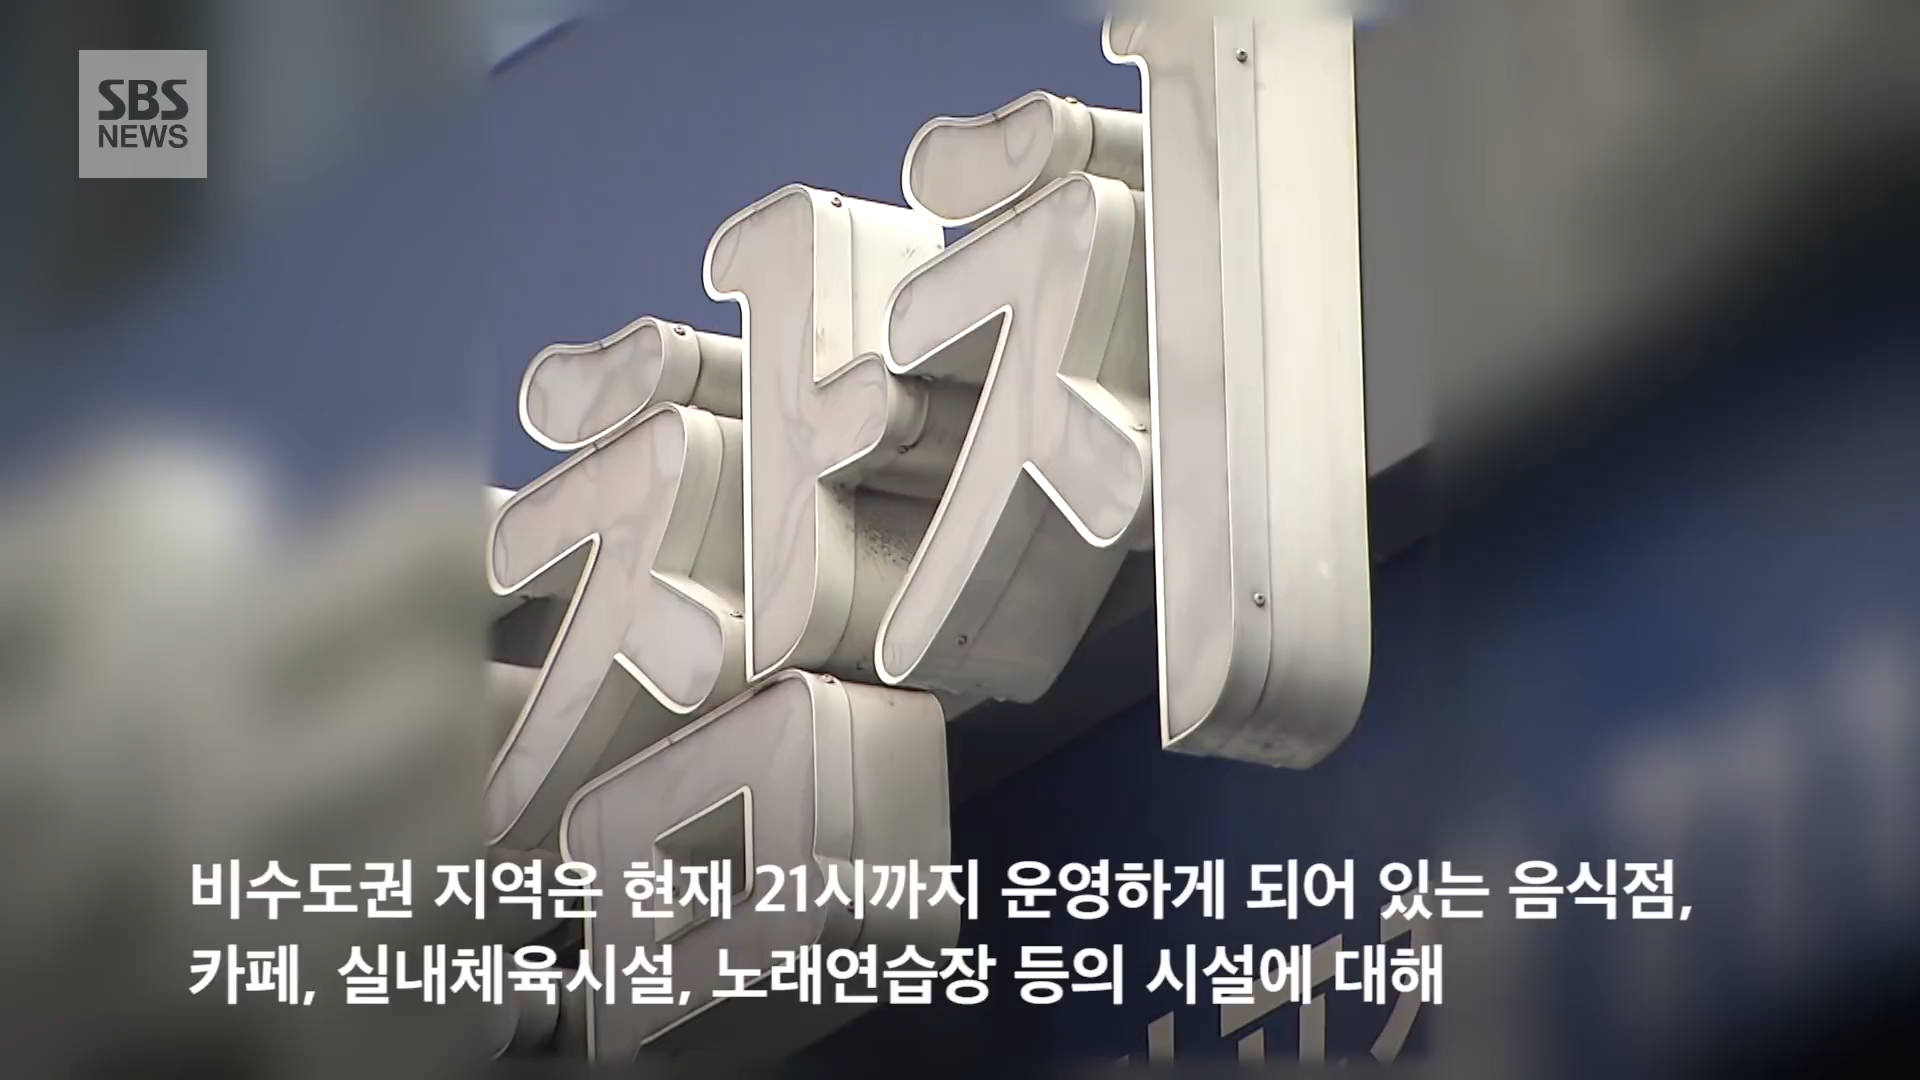 SBS
NEWS
참치
비수도권 지역은 현재 21시까지 운영하게 되어 있는 음식점,
카페, 실내체육시설, 노래연습장 등의 시설에 대해